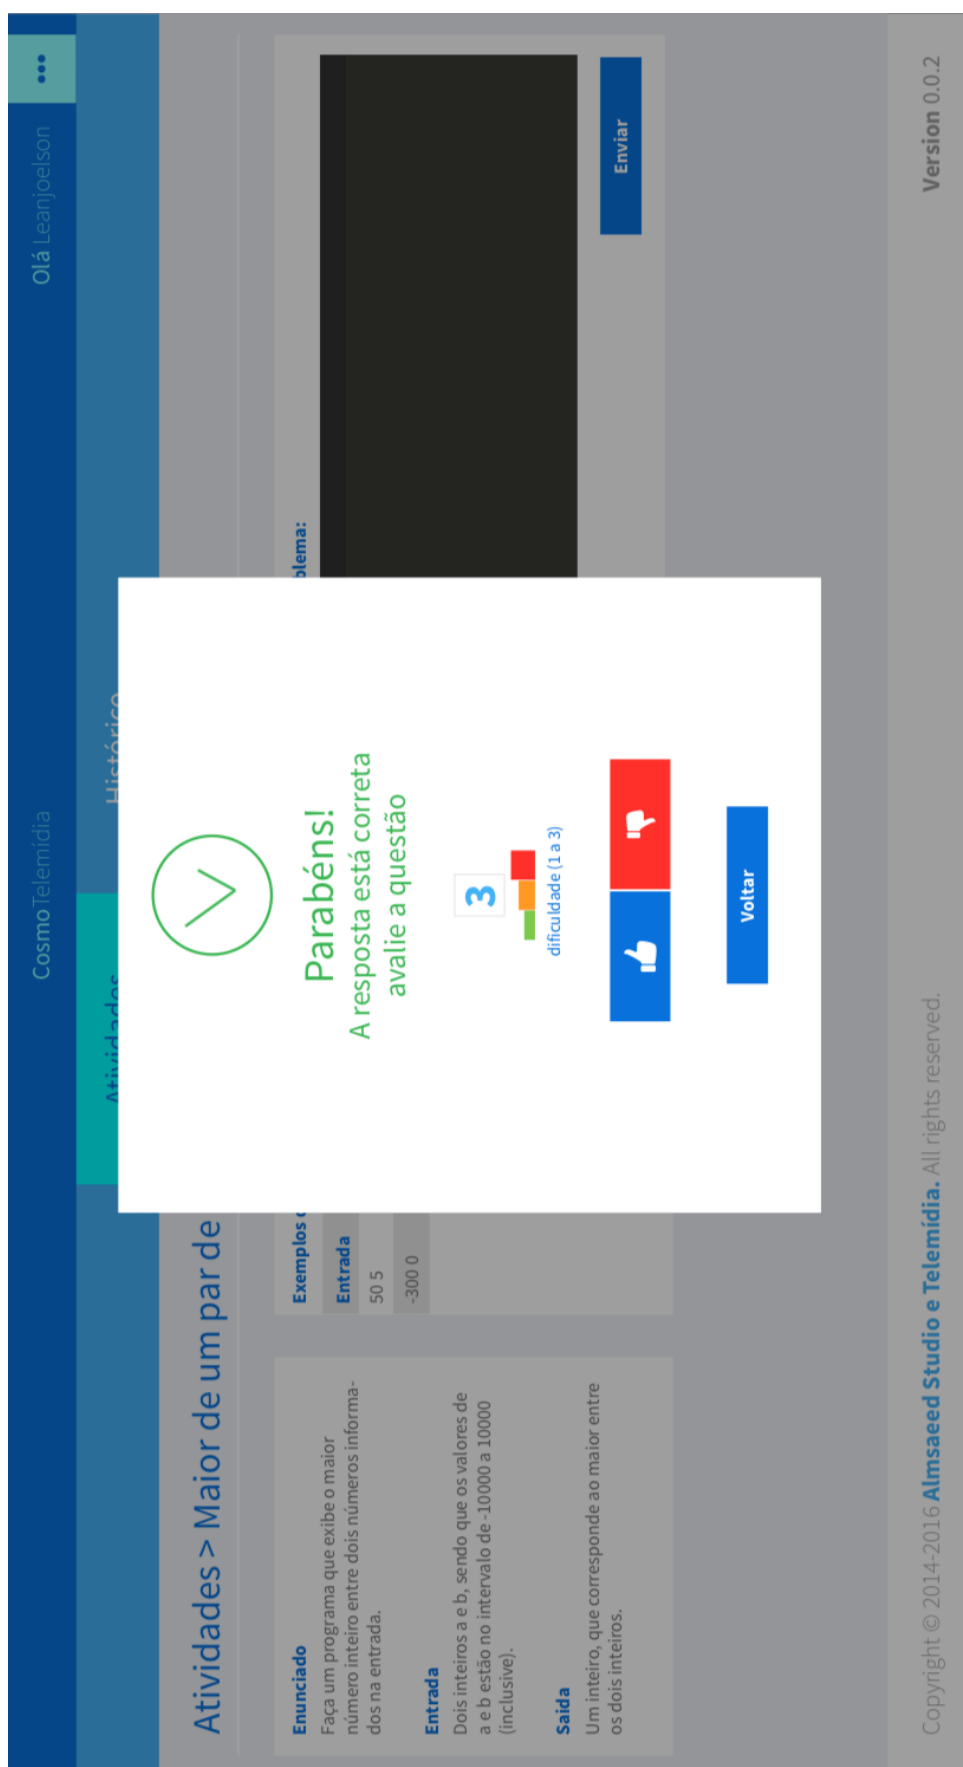 CosmoTelemídia
Olá Leanjoelson
Atividades
Histórico
Atividades > Maior de um par de
Enunciado
Faça um programa que exibe o maior
número inteiro entre dois números informa-
dos na entrada.
Entrada
Dois inteiros a e b, sendo que os valores de
a e b estão no intervalo de -10000 a 10000
(inclusive).
Saida
Um inteiro, que corresponde ao maior entre
os dois inteiros.
Exemplos
Entrada
50 5
-300 0
Parabéns!
A resposta está correta
avalie a questão
3
dificuldade (1 a 3)
Voltar
blema:
Enviar
Copyright © 2014-2016 Almsaeed Studio e Telemídia. All rights reserved.
Version 0.0.2